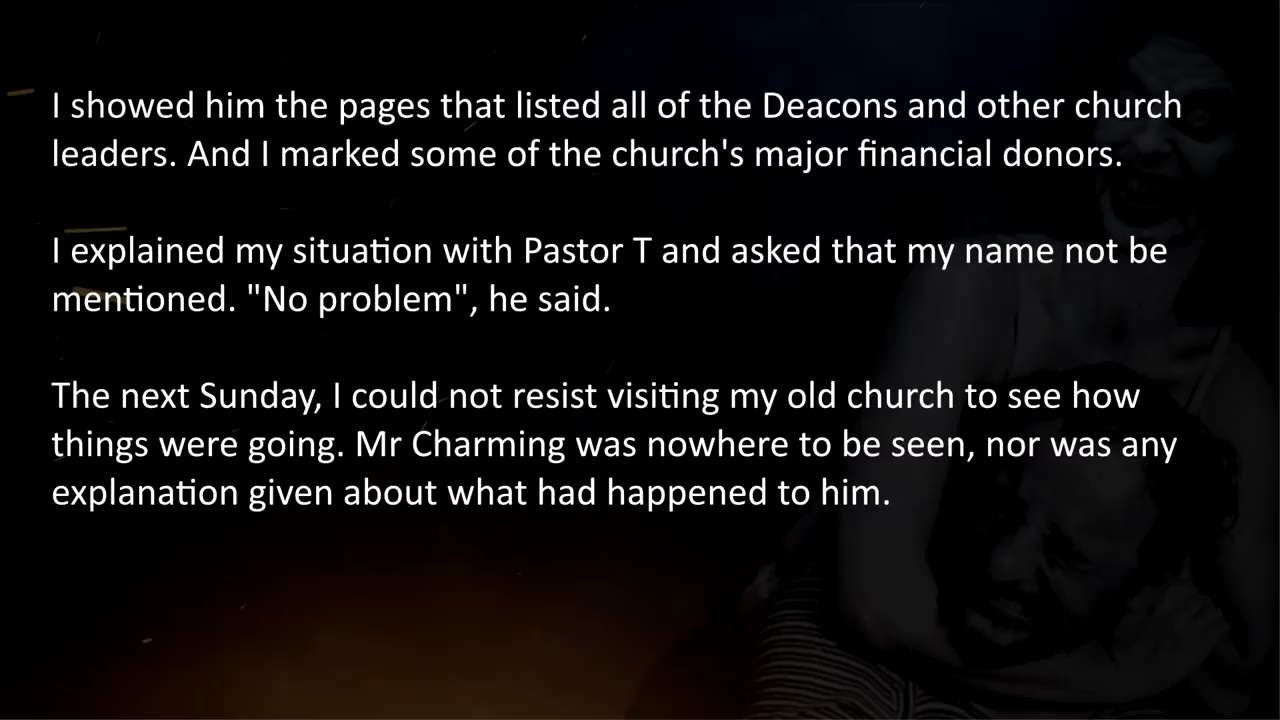 I showed him the pages that listed all of the Deacons and other church
leaders. And I marked some of the church's major financial donors.
I explained my situation with Pastor T and asked that my name not be
mentioned. "No problem", he said.
The next Sunday, I could not resist visiting my old church to see how
things were going. Mr Charming was nowhere to be seen, nor was any
explanation given about what had happened to him.